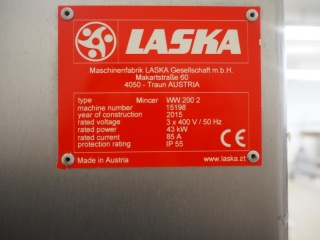 LASKA
Maschinenfabrik LASKA Gesellschaft m.b.H.
Makartstraße 60
4050 - Traun AUSTRIA
type Mincer WW 200 2
machine number 15198
year of construction 2015
rated voltage 3 x 400 V / 50 Hz
rated power 43 kW
rated current 85 A
protection rating IP 55
CE
Made in Austria www.laska.at